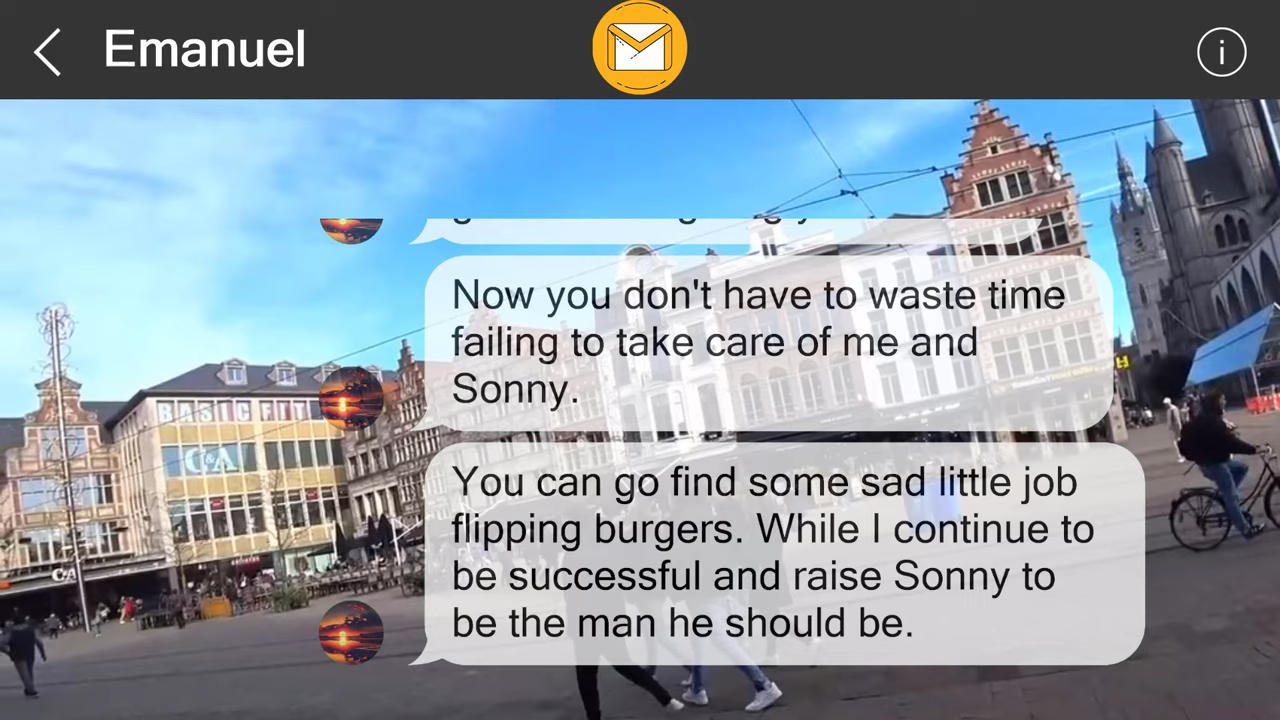 Emanuel
i
Now you don't have to waste time
failing to take care of me and
Sonny.
You can go find some sad little job
flipping burgers. While I continue to
be successful and raise Sonny to
be the man he should be.
BASIC FIT
C&A